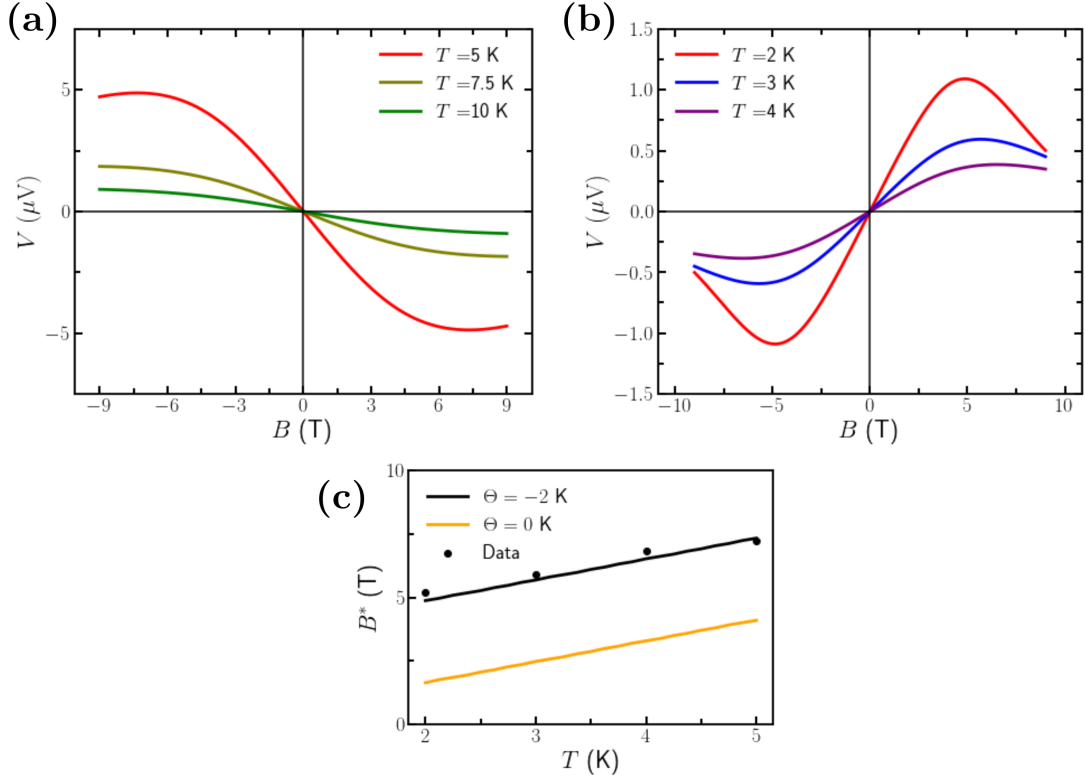 (a)
T =5 K
T =7.5 K
T =10 K
5
0
−5
V (μV)
−9 −6 −3 0 3 6 9
B (T)
(b)
T =2 K
T =3 K
T =4 K
1.5
1.0
0.5
0.0
−0.5
−1.0
−1.5
V (μV)
−10 −5 0 5 10
B (T)
(c)
Θ = −2 K
Θ = 0 K
Data
10
5
0
B* (T)
2 3 4 5
T (K)